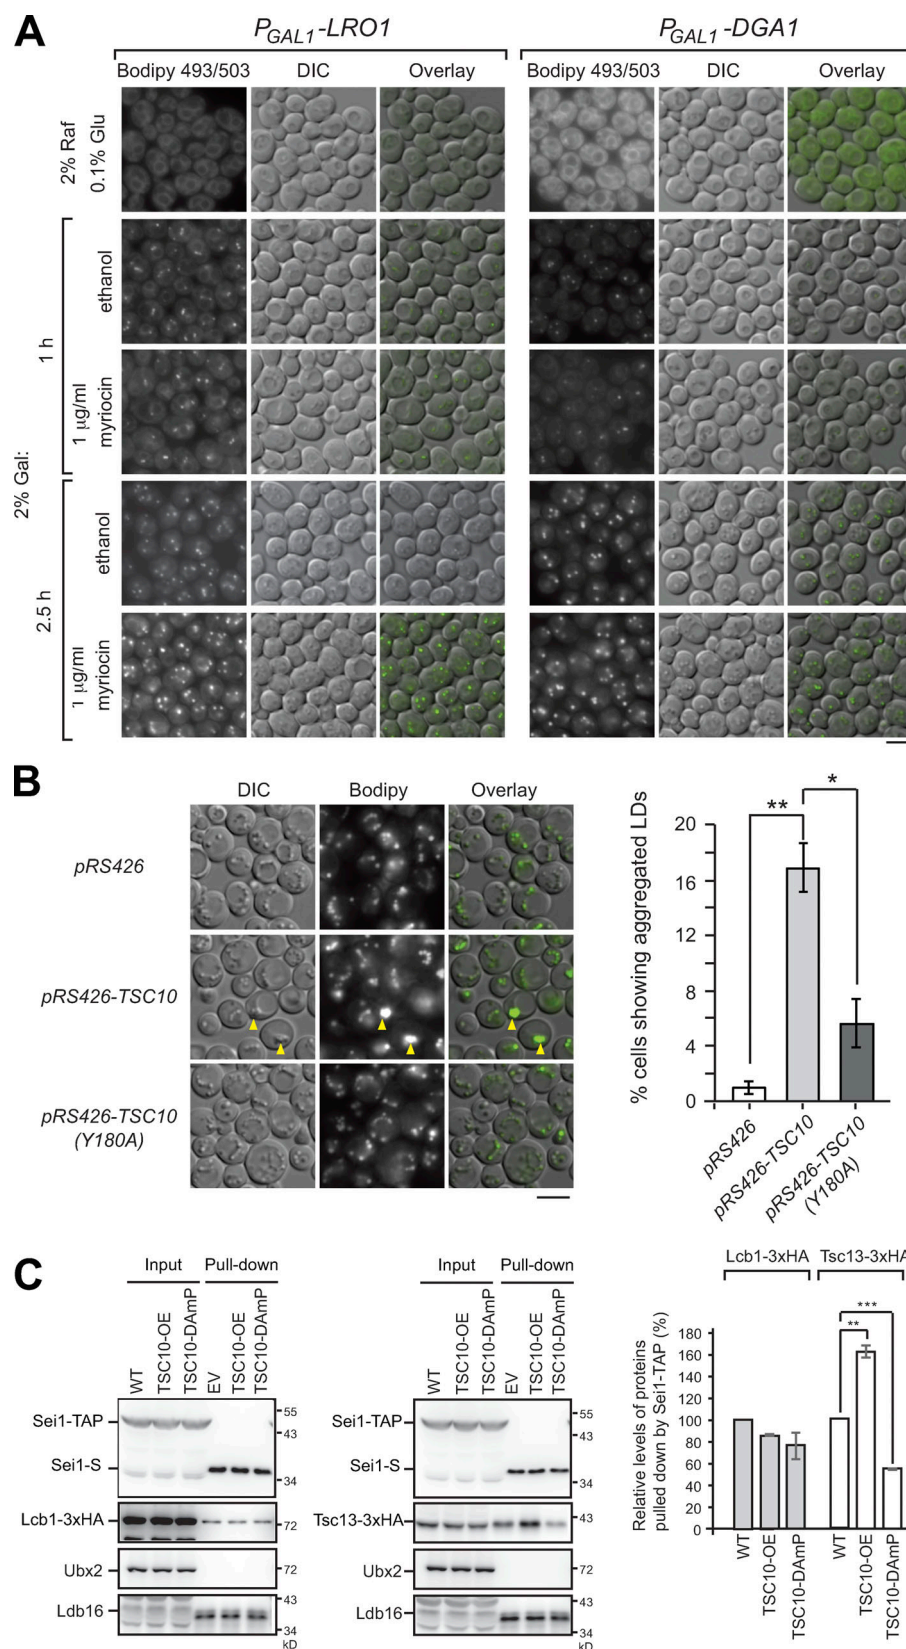 A
P_GAL1-LRO1
P_GAL1-DGA1
Bodipy 493/503 DIC Overlay
Bodipy 493/503 DIC Overlay
2% Raf
0.1% Glu
2% Gal:
1 h
ethanol
1 µg/ml
myriocin
2.5 h
ethanol
1 µg/ml
myriocin
B
DIC Bodipy Overlay
pRS426
pRS426-TSC10
pRS426-TSC10
(Y180A)
% cells showing aggregated LDs
** *
20
16
12
8
4
0
pRS426
pRS426-TSC10
pRS426-TSC10
(Y180A)
C
Input Pull-down
WT TSC10-OE TSC10-DAmP EV TSC10-OE TSC10-DAmP
Sei1-TAP
Sei1-S
Lcb1-3xHA
Ubx2
Ldb16
55
43
34
72
72
43
34
kD
Input Pull-down
WT TSC10-OE TSC10-DAmP EV TSC10-OE TSC10-DAmP
Sei1-TAP
Sei1-S
Tsc13-3xHA
Ubx2
Ldb16
55
43
34
43
72
43
34
kD
Lcb1-3xHA Tsc13-3xHA
Relative levels of proteins
pulled down by Sei1-TAP (%)
***
**
180
160
140
120
100
80
60
40
20
0
WT TSC10-OE TSC10-DAmP WT TSC10-OE TSC10-DAmP